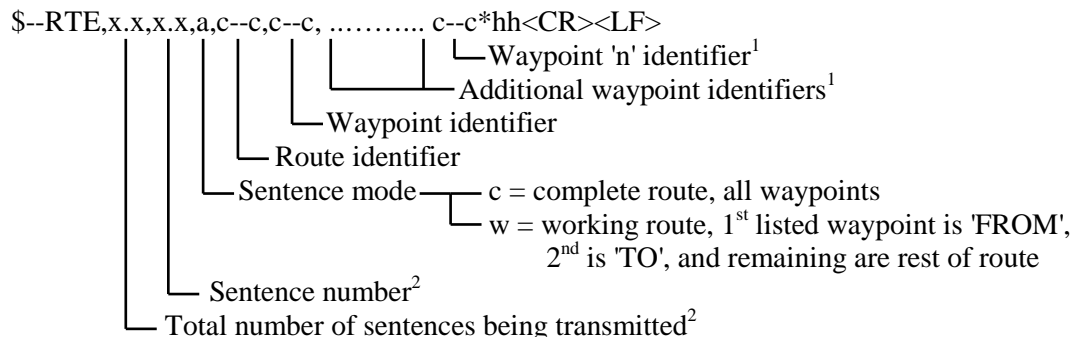 $--RTE,x.x,x.x,a,c--c,c--c, ………... c--c*hh<CR><LF>
Waypoint 'n' identifier1
Additional waypoint identifiers1
Waypoint identifier
Route identifier
Sentence mode c = complete route, all waypoints
w = working route, 1st listed waypoint is 'FROM',
2nd is 'TO', and remaining are rest of route
Sentence number2
Total number of sentences being transmitted2